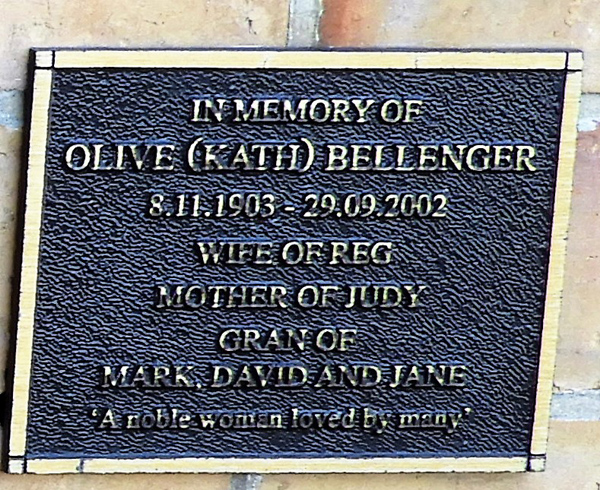 IN MEMORY OF
OLIVE (KATH) BELLENGER
8.11.1903 - 29.09.2002
WIFE OF REG
MOTHER OF JUDY
GRAN OF
MARK, DAVID AND JANE
'A noble woman loved by many'